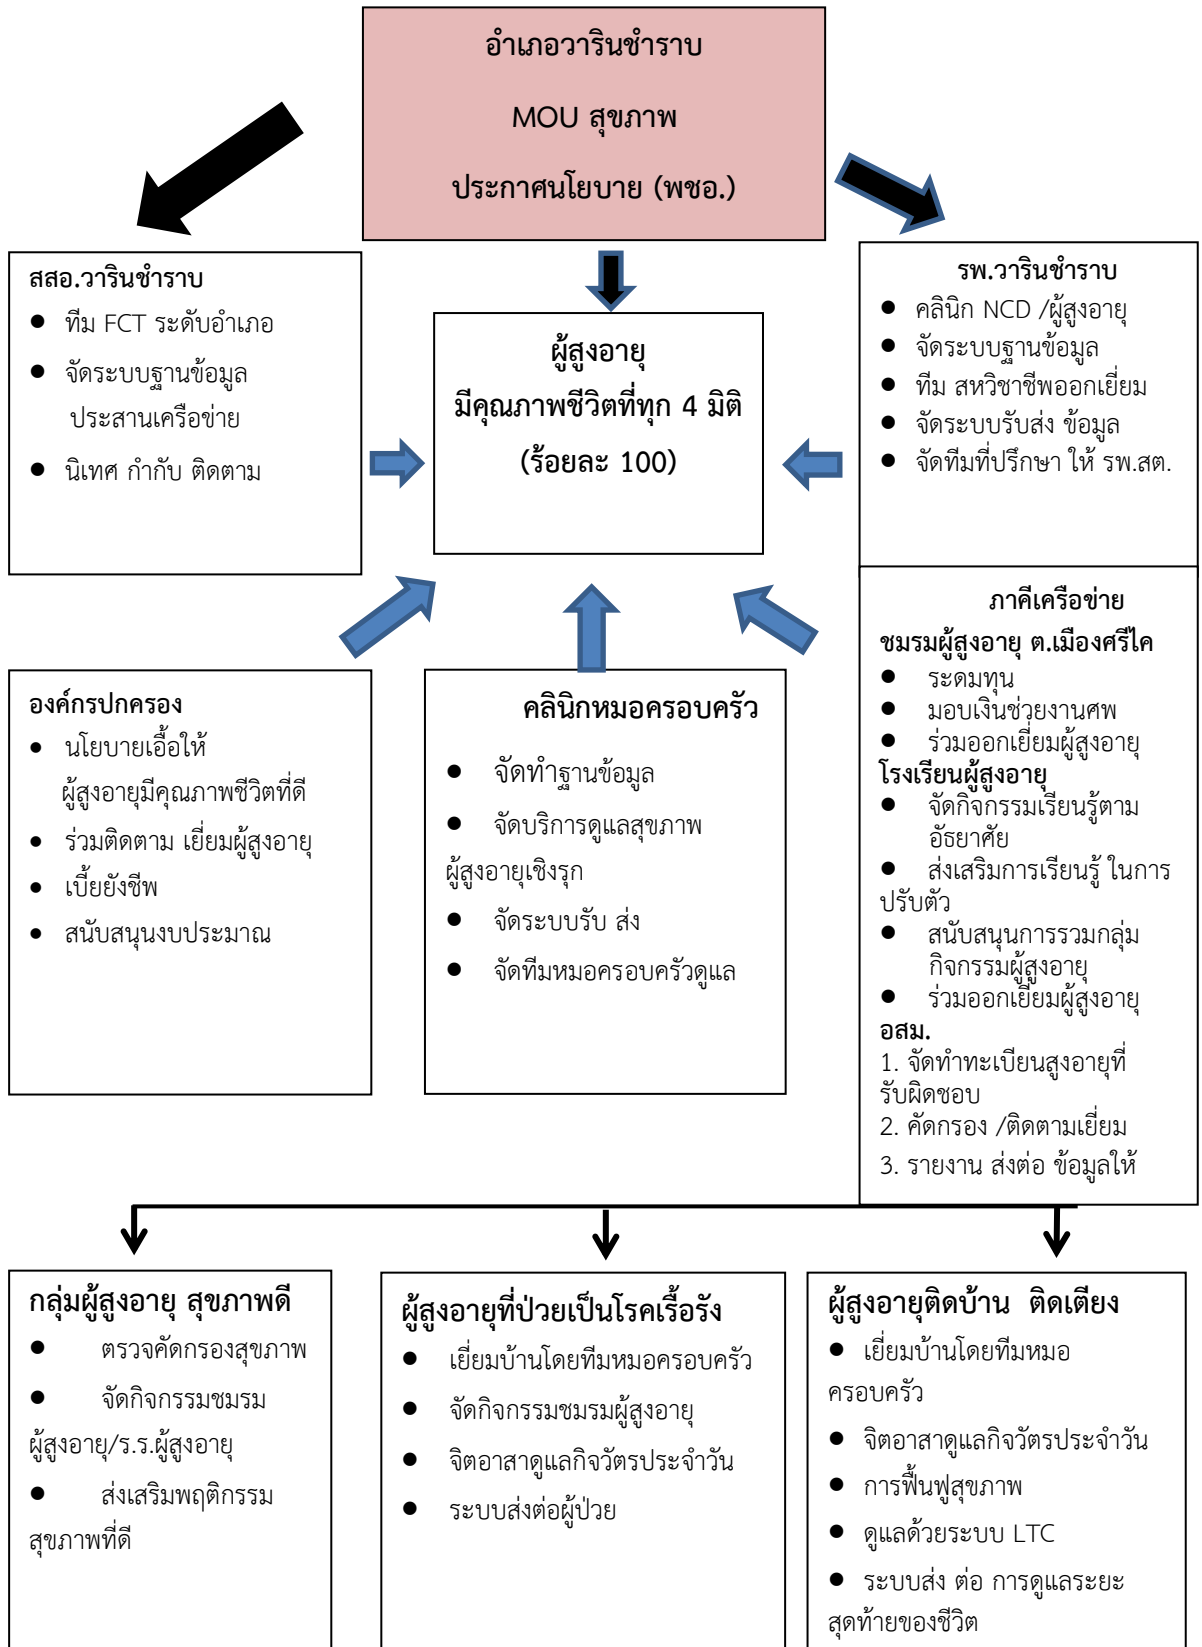 อำเภอวารินชำราบ
MOU สุขภาพ
ประกาศนโยบาย (พชอ.)
สสอ.วารินชำราบ
● ทีม FCT ระดับอำเภอ
● จัดระบบฐานข้อมูล
ประสานเครือข่าย
● นิเทศ กำกับ ติดตาม
ผู้สูงอายุ
มีคุณภาพชีวิตที่ทุก 4 มิติ
(ร้อยละ 100)
รพ.วารินชำราบ
● คลินิก NCD /ผู้สูงอายุ
● จัดระบบฐานข้อมูล
● ทีม สหวิชาชีพออกเยี่ยม
● จัดระบบรับส่ง ข้อมูล
● จัดทีมที่ปรึกษา ให้ รพ.สต.
องค์กรปกครอง
● นโยบายเอื้อให้
ผู้สูงอายุมีคุณภาพชีวิตที่ดี
● ร่วมติดตาม เยี่ยมผู้สูงอายุ
● เบี้ยยังชีพ
● สนับสนุนงบประมาณ
คลินิกหมอครอบครัว
● จัดทำฐานข้อมูล
● จัดบริการดูแลสุขภาพ
ผู้สูงอายุเชิงรุก
● จัดระบบรับ ส่ง
● จัดทีมหมอครอบครัวดูแล
ภาคีเครือข่าย
ชมรมผู้สูงอายุ ต.เมืองศรีไค
● ระดมทุน
● มอบเงินช่วยงานศพ
● ร่วมออกเยี่ยมผู้สูงอายุ
โรงเรียนผู้สูงอายุ
● จัดกิจกรรมเรียนรู้ตาม
อัธยาศัย
● ส่งเสริมการเรียนรู้ ในการ
ปรับตัว
● สนับสนุนการรวมกลุ่ม
กิจกรรมผู้สูงอายุ
● ร่วมออกเยี่ยมผู้สูงอายุ
อสม.
1. จัดทำทะเบียนสูงอายุที่
รับผิดชอบ
2. คัดกรอง /ติดตามเยี่ยม
3. รายงาน ส่งต่อ ข้อมูลให้
กลุ่มผู้สูงอายุ สุขภาพดี
● ตรวจคัดกรองสุขภาพ
● จัดกิจกรรมชมรม
ผู้สูงอายุ/ร.ร.ผู้สูงอายุ
● ส่งเสริมพฤติกรรม
สุขภาพที่ดี
ผู้สูงอายุที่ป่วยเป็นโรคเรื้อรัง
● เยี่ยมบ้านโดยทีมหมอครอบครัว
● จัดกิจกรรมชมรมผู้สูงอายุ
● จิตอาสาดูแลกิจวัตรประจำวัน
● ระบบส่งต่อผู้ป่วย
ผู้สูงอายุติดบ้าน ติดเตียง
● เยี่ยมบ้านโดยทีมหมอ
ครอบครัว
● จิตอาสาดูแลกิจวัตรประจำวัน
● การฟื้นฟูสุขภาพ
● ดูแลด้วยระบบ LTC
● ระบบส่ง ต่อ การดูแลระยะ
สุดท้ายของชีวิต